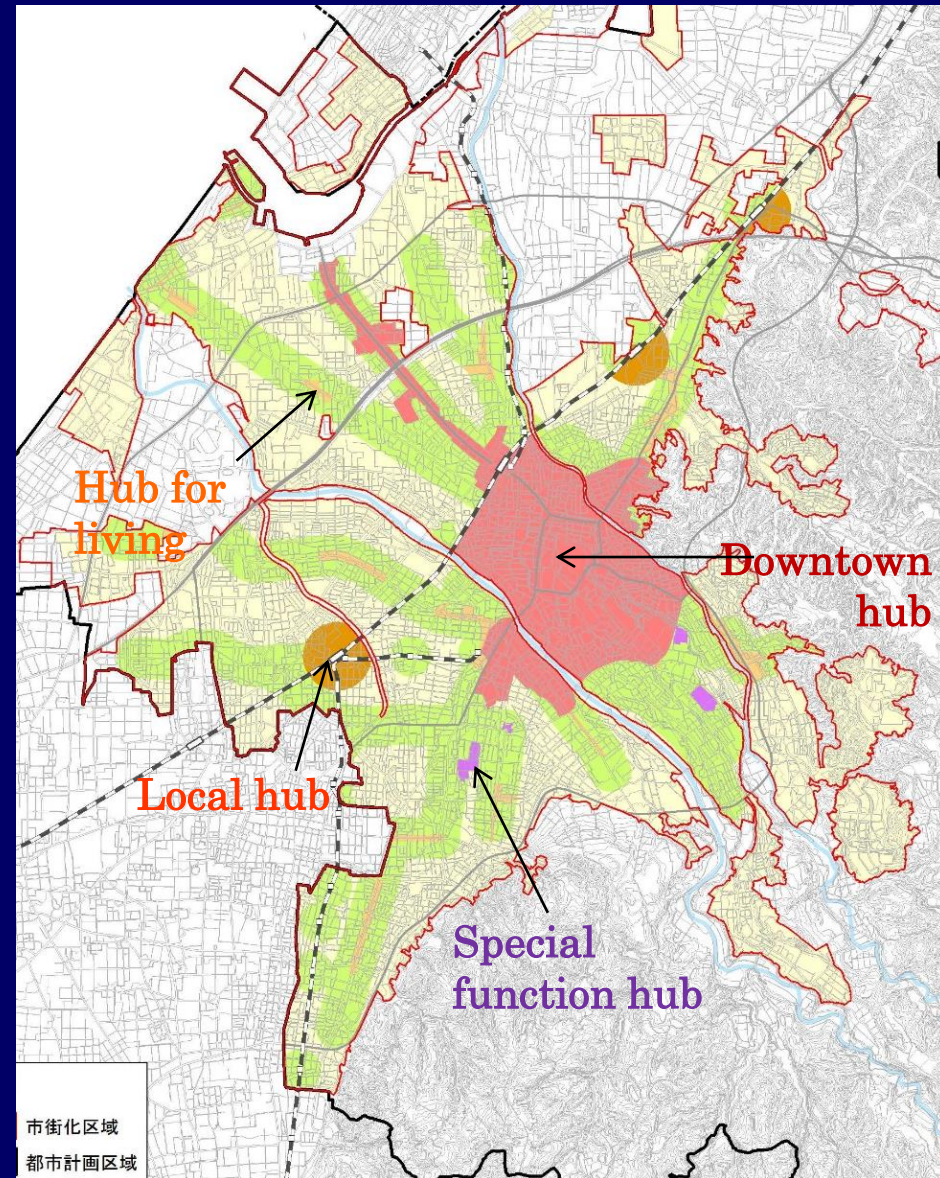 Hub for
living
Downtown
hub
Local hub
Special
function hub
市街化区域
都市計画区域